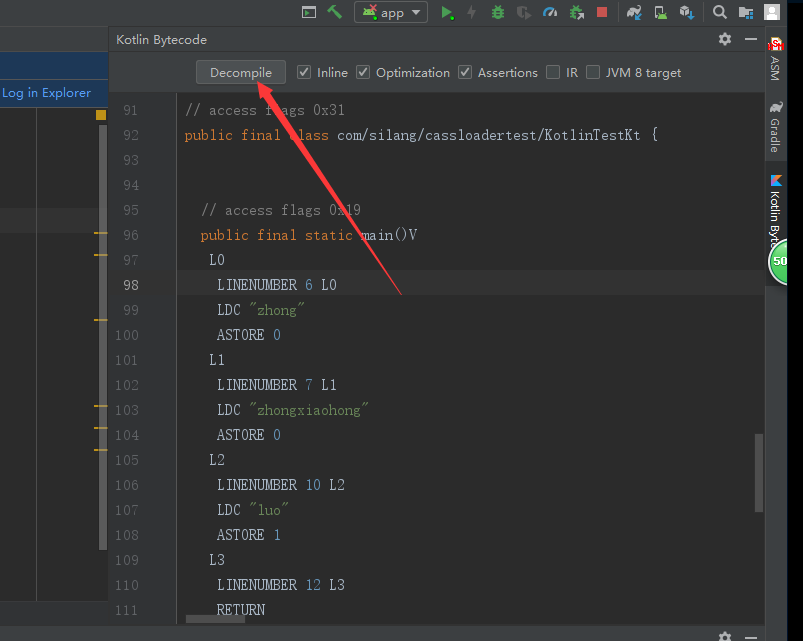 app
Kotlin Bytecode
Decompile Inline Optimization Assertions IR JVM 8 target
Log in Explorer
91 // access flags 0x31
92 public final class com/silang/cassloadertest/KotlinTestKt {
93
94
95 // access flags 0x19
96 public final static main()V
97 L0
98 LINENUMBER 6 L0
99 LDC "zhong"
100 ASTORE 0
101 L1
102 LINENUMBER 7 L1
103 LDC "zhongxiaohong"
104 ASTORE 0
105 L2
106 LINENUMBER 10 L2
107 LDC "luo"
108 ASTORE 1
109 L3
110 LINENUMBER 12 L3
111 RETURN
ASM
Gradle
Kotlin Byte
50